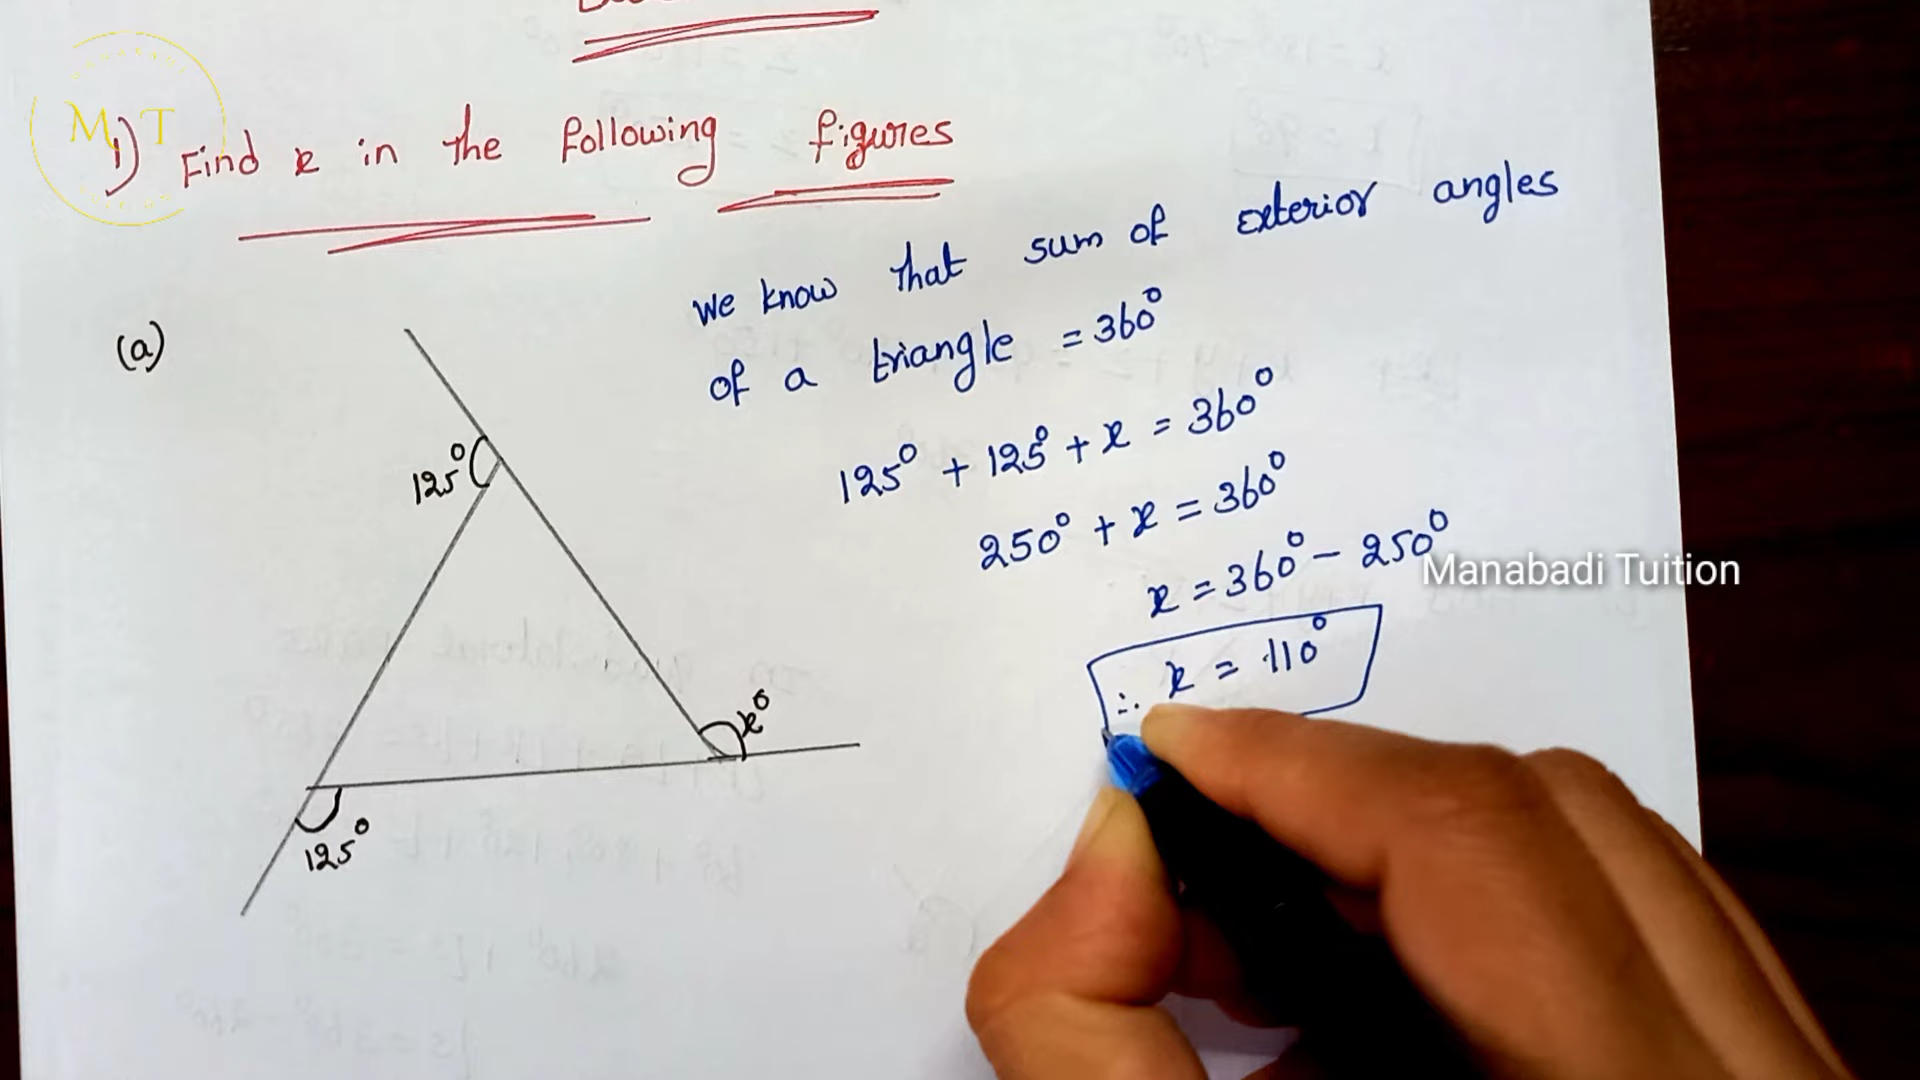 MT
1) Find x in the following figures
we know that sum of exterior angles
of a triangle = 360°
(a)
125° + 125° + x = 360°
125°
250° + x = 360°
x = 360° - 250°
Manabadi Tuition
∴ x = 110°
x°
125°